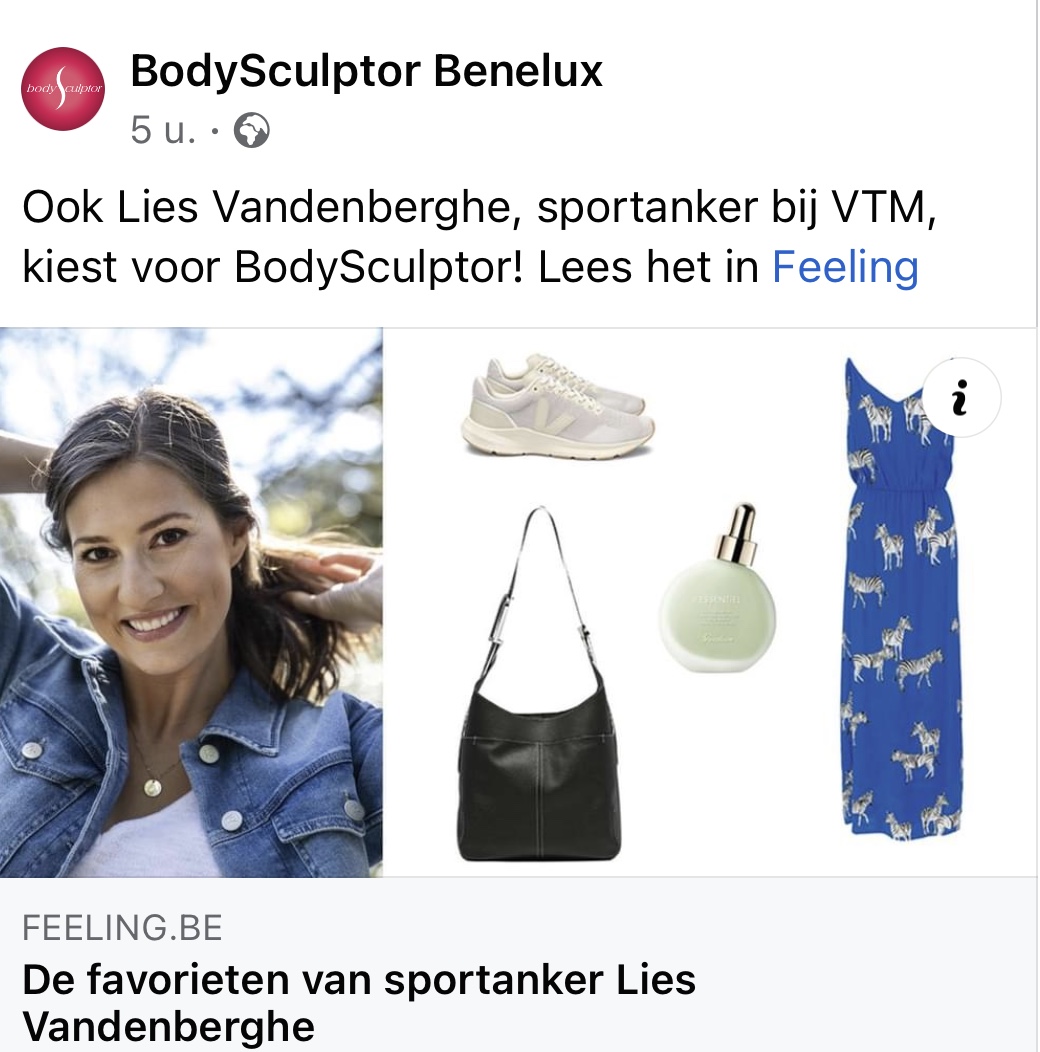 body Sculptor
BodySculptor Benelux
5 u. ·
Ook Lies Vandenberghe, sportanker bij VTM,
kiest voor BodySculptor! Lees het in Feeling
i
FEELING.BE
De favorieten van sportanker Lies
Vandenberghe